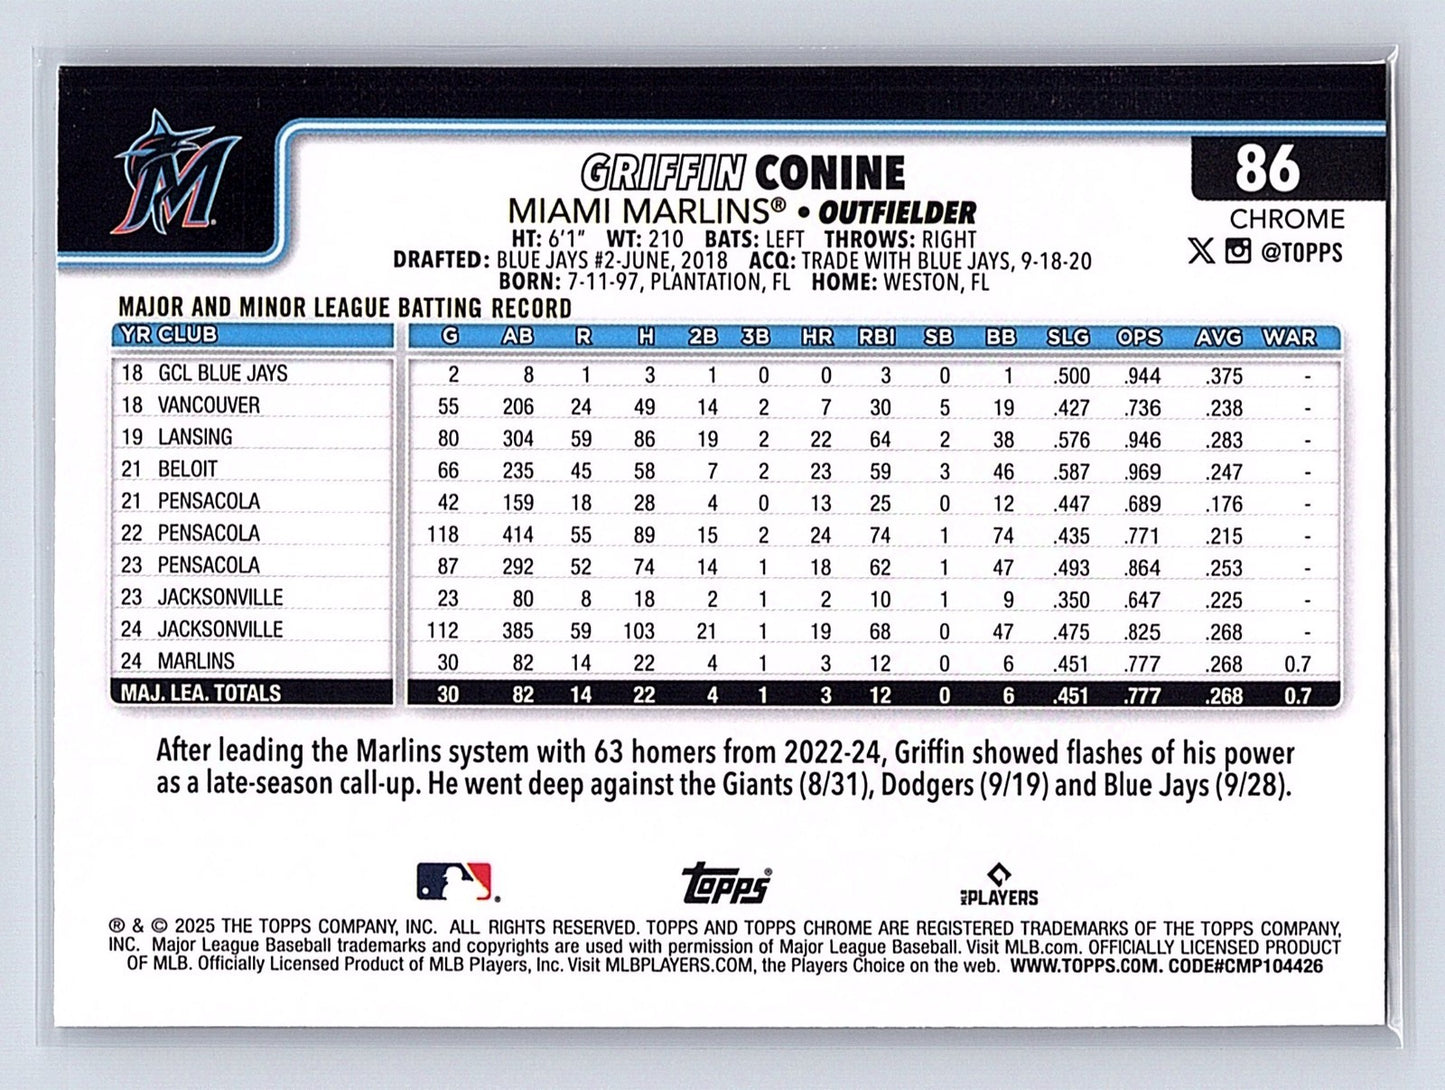 M
GRIFFIN CONINE
86
MIAMI MARLINS® • OUTFIELDER
CHROME
HT: 6'1" WT: 210 BATS: LEFT THROWS: RIGHT
@TOPPS
DRAFTED: BLUE JAYS #2-JUNE, 2018 ACQ: TRADE WITH BLUE JAYS, 9-18-20
BORN: 7-11-97, PLANTATION, FL HOME: WESTON, FL
MAJOR AND MINOR LEAGUE BATTING RECORD
YR CLUB G AB R H 2B 3B HR RBI SB BB SLG OPS AVG WAR
18 GCL BLUE JAYS 2 8 1 3 1 0 0 3 0 1 .500 .944 .375 -
18 VANCOUVER 55 206 24 49 14 2 7 30 5 19 .427 .736 .238 -
19 LANSING 80 304 59 86 19 2 22 64 2 38 .576 .946 .283 -
21 BELOIT 66 235 45 58 7 2 23 59 3 46 .587 .969 .247 -
21 PENSACOLA 42 159 18 28 4 0 13 25 0 12 .447 .689 .176 -
22 PENSACOLA 118 414 55 89 15 2 24 74 1 74 .435 .771 .215 -
23 PENSACOLA 87 292 52 74 14 1 18 62 1 47 .493 .864 .253 -
23 JACKSONVILLE 23 80 8 18 2 1 2 10 1 9 .350 .647 .225 -
24 JACKSONVILLE 112 385 59 103 21 1 19 68 0 47 .475 .825 .268 -
24 MARLINS 30 82 14 22 4 1 3 12 0 6 .451 .777 .268 0.7
MAJ. LEA. TOTALS 30 82 14 22 4 1 3 12 0 6 .451 .777 .268 0.7
After leading the Marlins system with 63 homers from 2022-24, Griffin showed flashes of his power
as a late-season call-up. He went deep against the Giants (8/31), Dodgers (9/19) and Blue Jays (9/28).
Topps® MLB PLAYERS
® & © 2025 THE TOPPS COMPANY, INC. ALL RIGHTS RESERVED. TOPPS AND TOPPS CHROME ARE REGISTERED TRADEMARKS OF THE TOPPS COMPANY,
INC. Major League Baseball trademarks and copyrights are used with permission of Major League Baseball. Visit MLB.com. OFFICIALLY LICENSED PRODUCT
OF MLB. Officially Licensed Product of MLB Players, Inc. Visit MLBPLAYERS.COM, the Players Choice on the web. WWW.TOPPS.COM. CODE#CMP104426